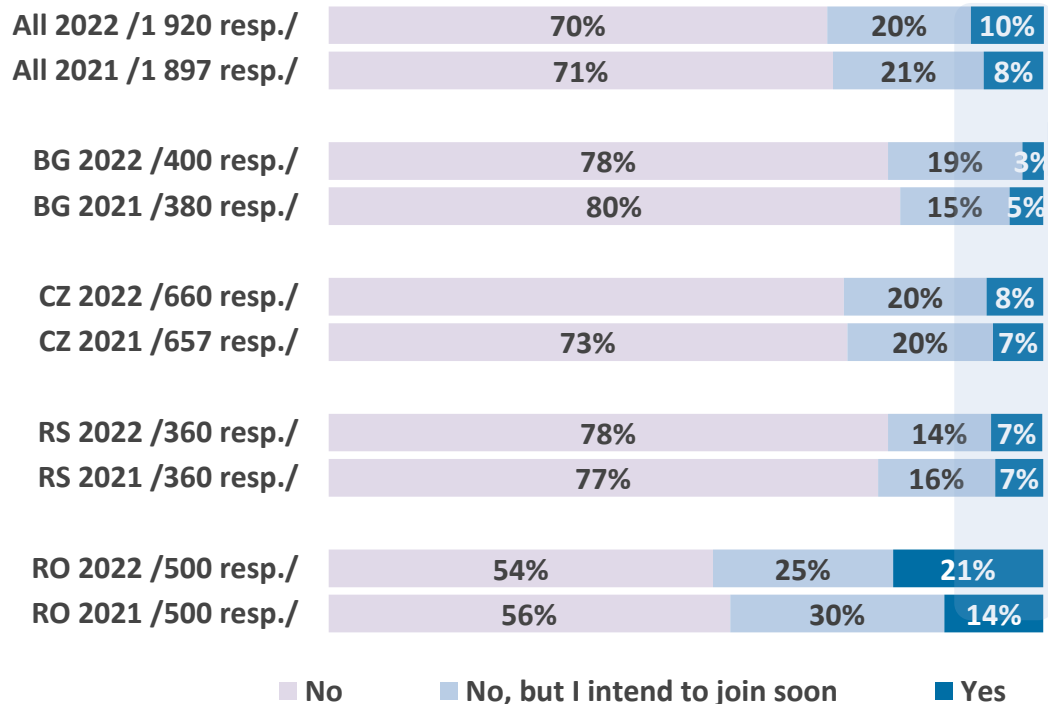 All 2022 /1 920 resp./ 70% 20% 10%
All 2021 /1 897 resp./ 71% 21% 8%
BG 2022 /400 resp./ 78% 19% 3%
BG 2021 /380 resp./ 80% 15% 5%
CZ 2022 /660 resp./ 20% 8%
CZ 2021 /657 resp./ 73% 20% 7%
RS 2022 /360 resp./ 78% 14% 7%
RS 2021 /360 resp./ 77% 16% 7%
RO 2022 /500 resp./ 54% 25% 21%
RO 2021 /500 resp./ 56% 30% 14%
No No, but I intend to join soon Yes